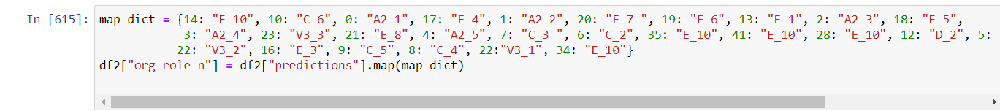 In [615]: map_dict = {14: "E_10", 10: "C_6", 0: "A2_1", 17: "E_4", 1: "A2_2", 20: "E_7 ", 19: "E_6", 13: "E_1", 2: "A2_3", 18: "E_5",
3: "A2_4", 23: "V3_3", 21: "E_8", 4: "A2_5", 7: "C_3 ", 6: "C_2", 35: "E_10", 41: "E_10", 28: "E_10", 12: "D_2", 5:
22: "V3_2", 16: "E_3", 9: "C_5", 8: "C_4", 22:"V3_1", 34: "E_10"}
df2["org_role_n"] = df2["predictions"].map(map_dict)